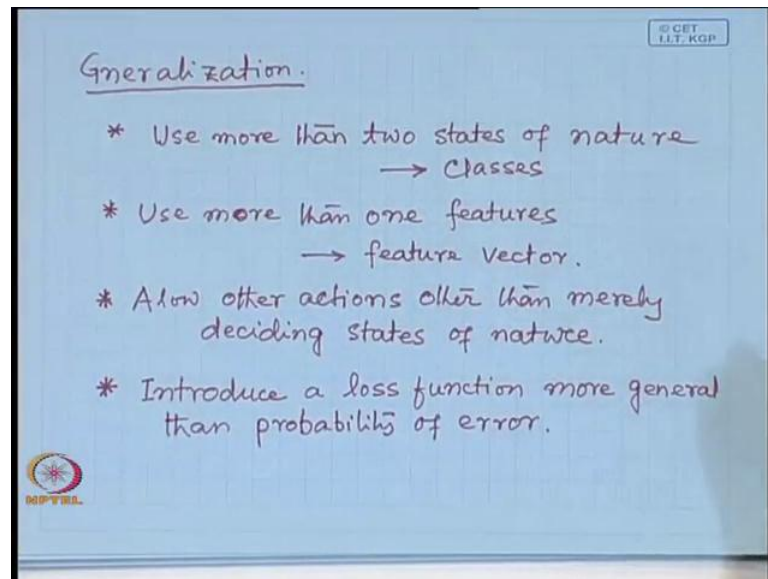 © CET
I.I.T. KGP
Gneralization.
* Use more than two states of nature
→ Classes
* Use more than one features
→ feature vector.
* Alow other actions other than merely
deciding states of nature.
* Introduce a loss function more general
than probability of error.
NPTEL